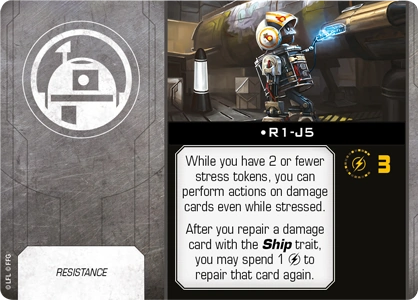 • R1-J5
While you have 2 or fewer
stress tokens, you can
perform actions on damage
cards even while stressed.
After you repair a damage
card with the Ship trait,
you may spend 1 to
repair that card again.
3
RESISTANCE
© LFL © FFG